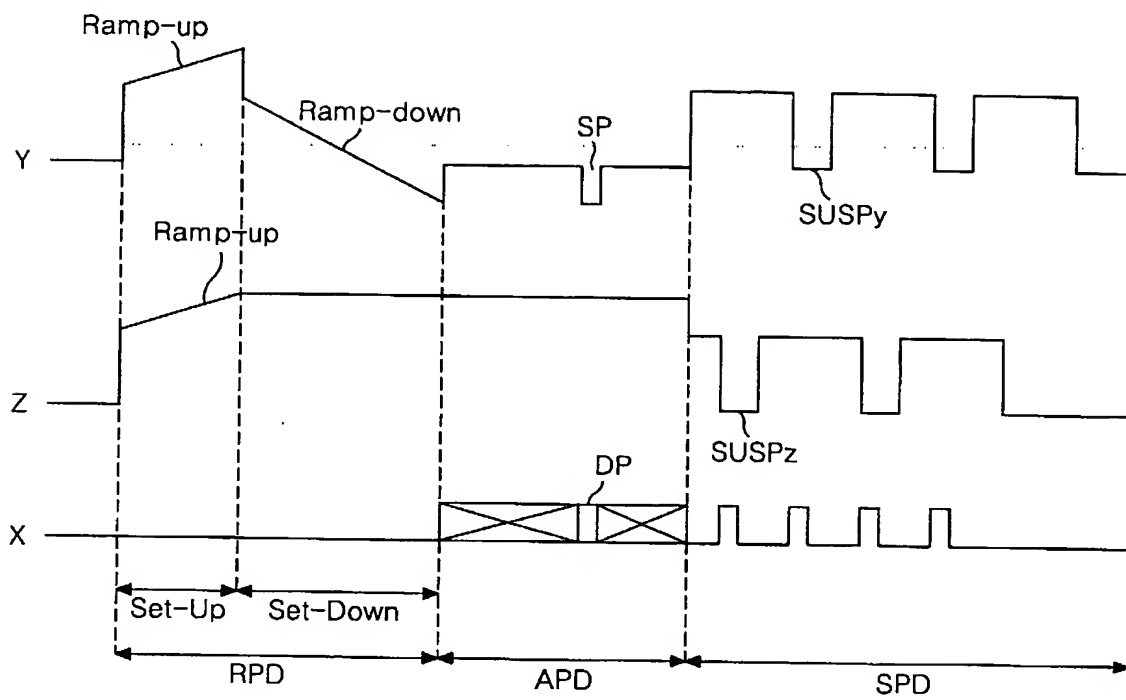 Ramp-up
Ramp-down
SP
Y
SUSPy
Ramp-up
Z
SUSPz
DP
X
Set-Up
Set-Down
RPD
APD
SPD